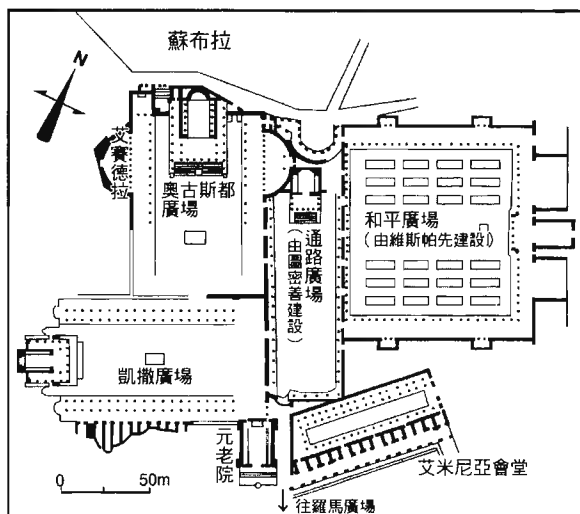 蘇布拉
N
艾賽德拉
奧古斯都
廣場
和平廣場
(由維斯帕先建設)
通路廣場
(由圖密善建設)
凱撒廣場
元老院
艾米尼亞會堂
0 50m
往羅馬廣場